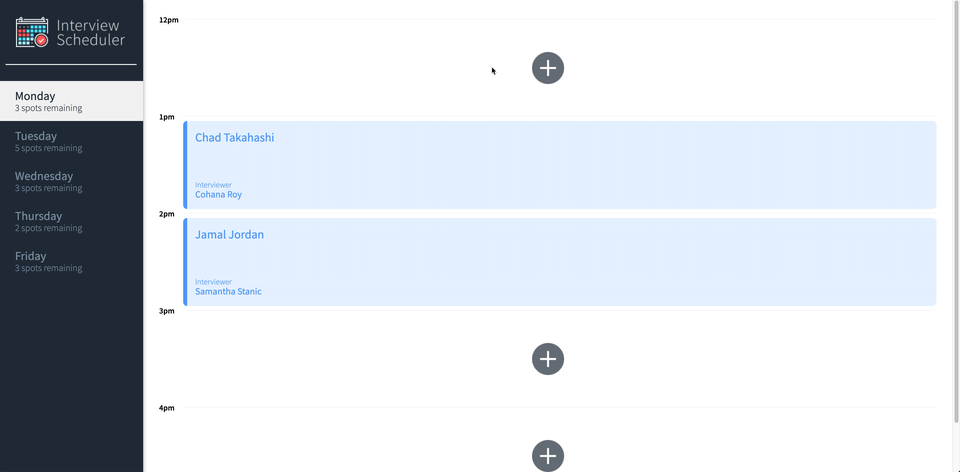 Interview
Scheduler
Monday
3 spots remaining
Tuesday
5 spots remaining
Wednesday
3 spots remaining
Thursday
2 spots remaining
Friday
3 spots remaining
12pm
1pm
Chad Takahashi
Interviewer
Cohana Roy
2pm
Jamal Jordan
Interviewer
Samantha Stanic
3pm
4pm